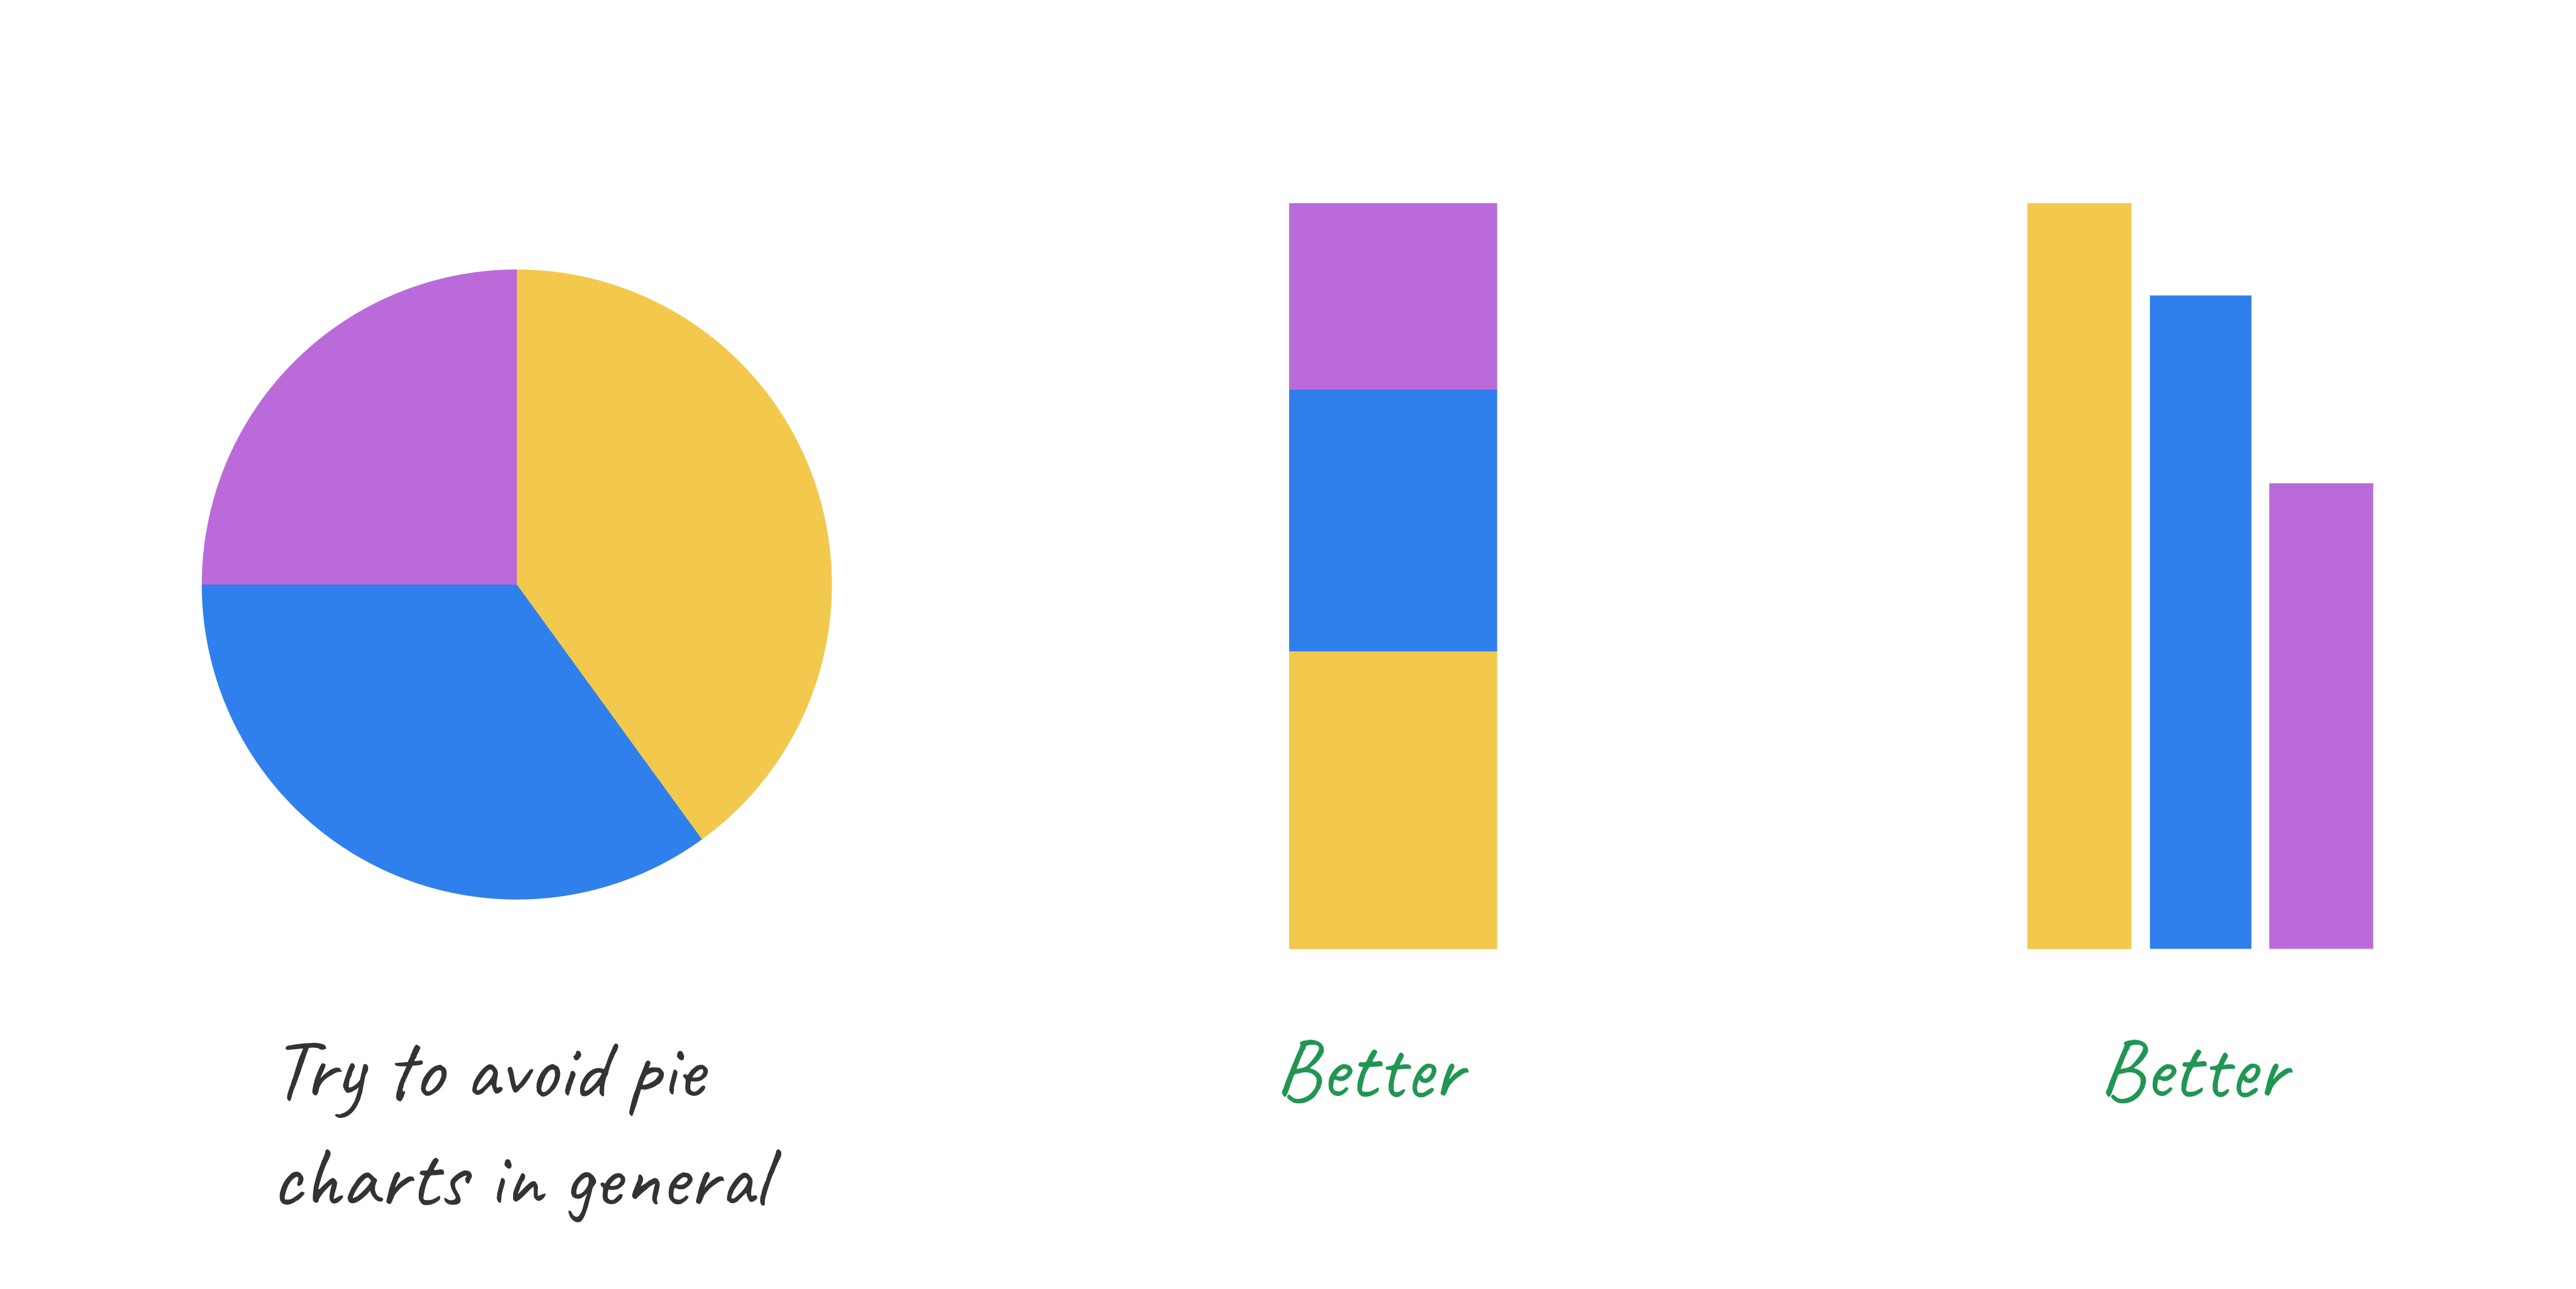 Try to avoid pie
charts in general
Better
Better